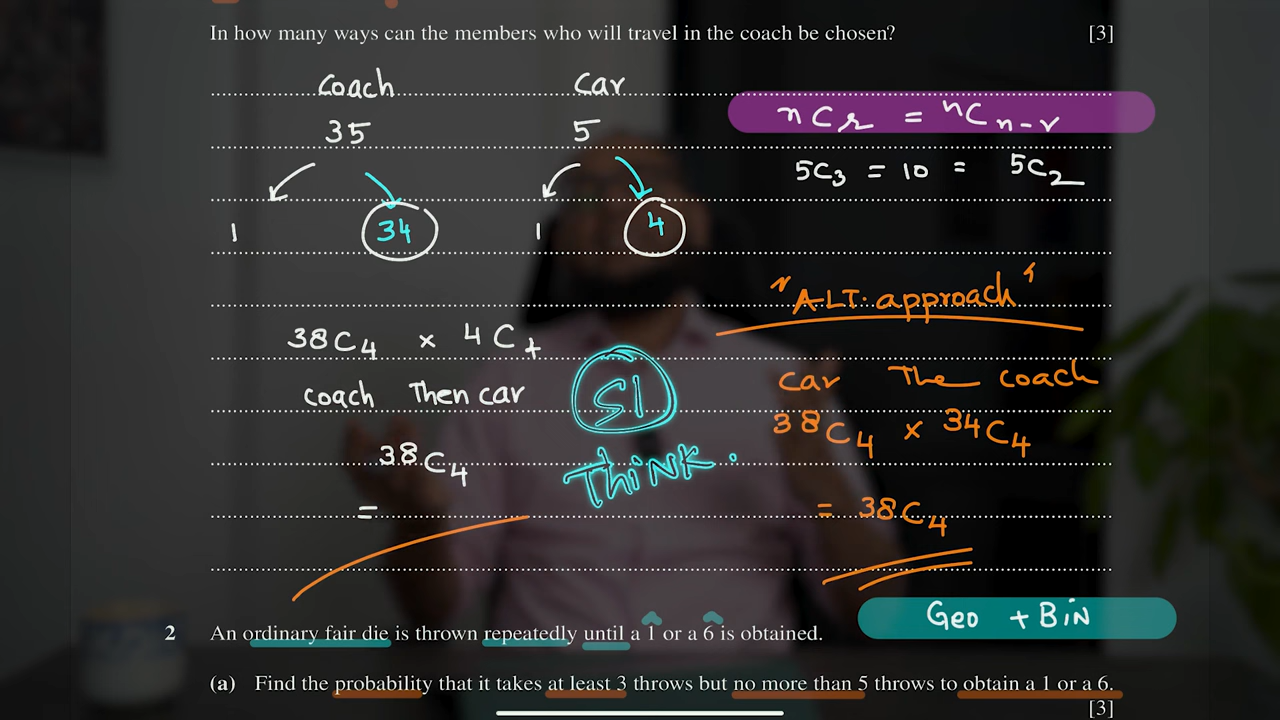 In how many ways can the members who will travel in the coach be chosen? [3]
Coach Car
35 5
nCr = nCn-r
5C3 = 10 = 5C2
1 34 1 4
"ALT. approach"
38C4 × 4C4
coach Then car
38C4
=
51
THiNK.
car The coach
38C4 × 34C4
= 38C4
Geo + BiN
2 An ordinary fair die is thrown repeatedly until a 1 or a 6 is obtained.
(a) Find the probability that it takes at least 3 throws but no more than 5 throws to obtain a 1 or a 6.
[3]